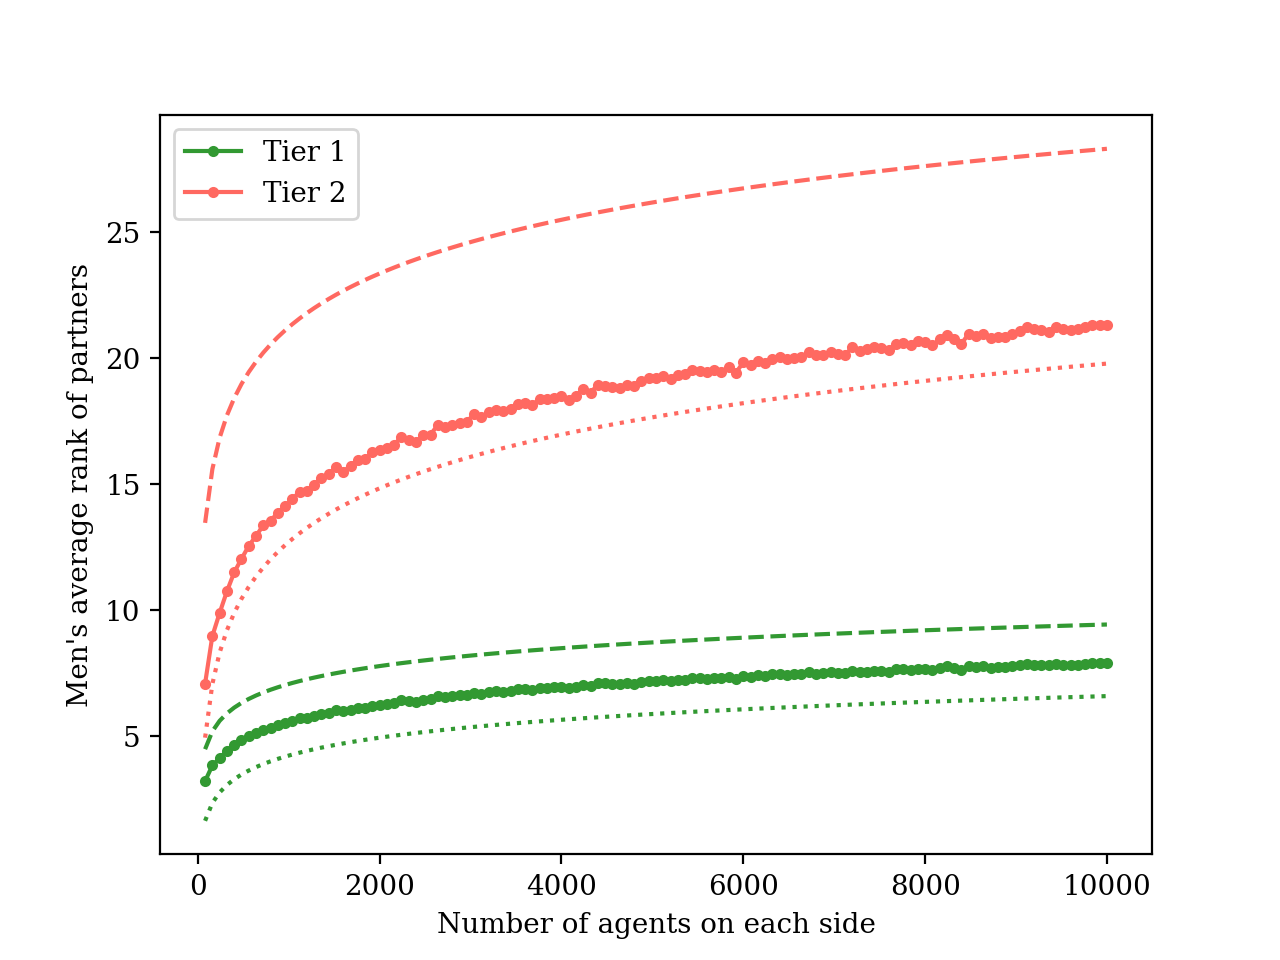 Tier 1
Tier 2
Men's average rank of partners
25
20
15
10
5
0 2000 4000 6000 8000 10000
Number of agents on each side